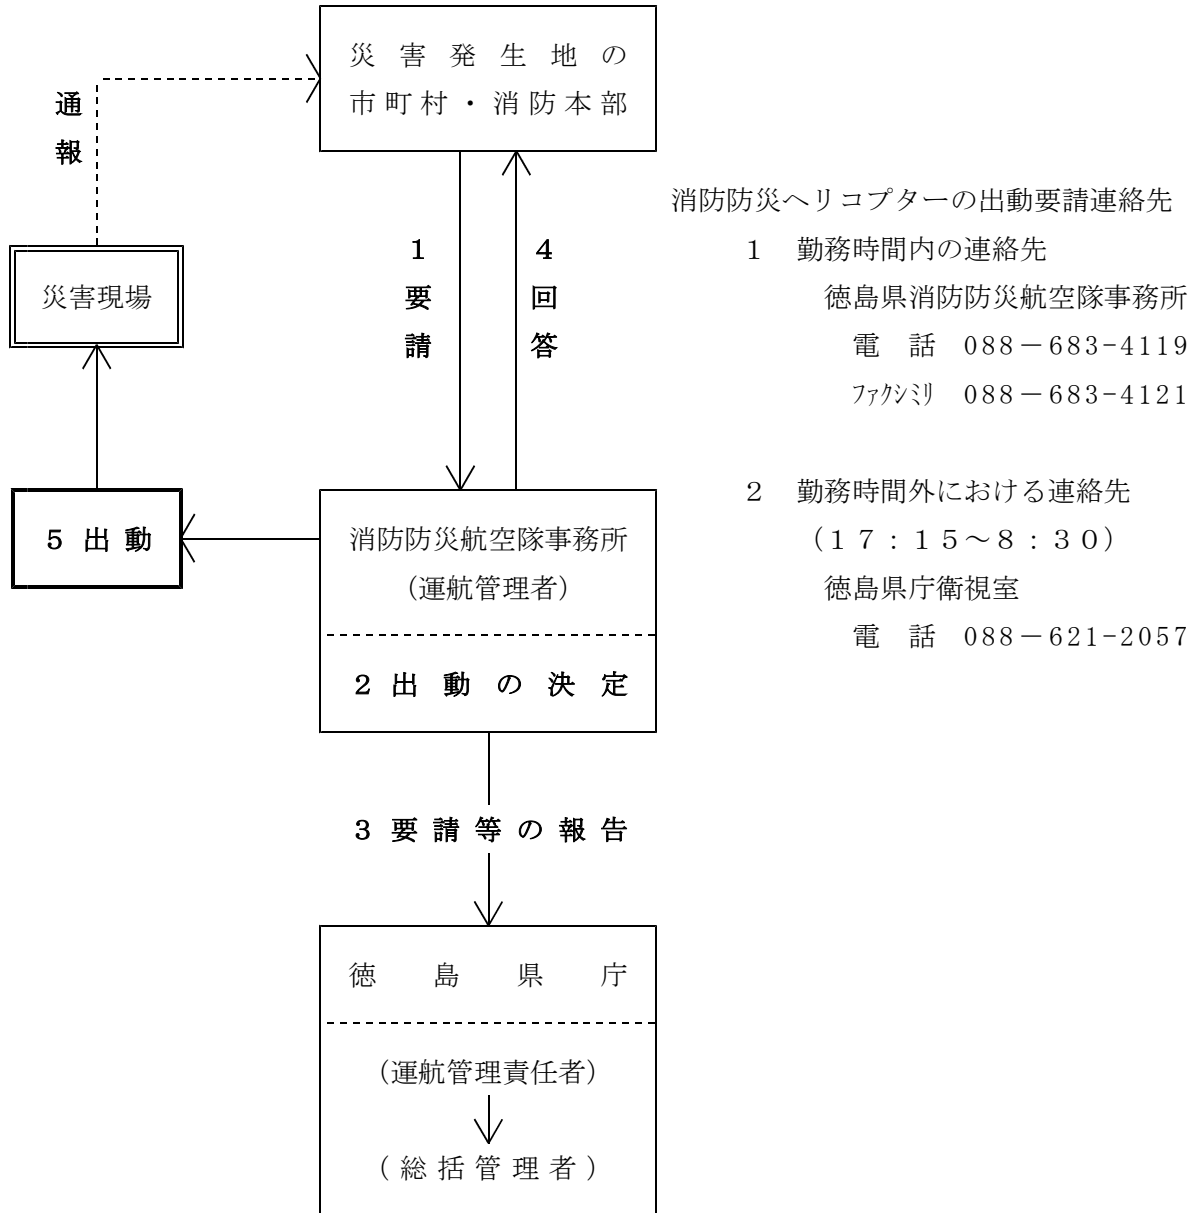 災害発生地の
市町村・消防本部
通報
災害現場
1要請
4回答
5出動
消防防災航空隊事務所
(運航管理者)
2出動の決定
3要請等の報告
徳島県庁
(運航管理責任者)
(総括管理者)
消防防災ヘリコプターの出動要請連絡先
1　勤務時間内の連絡先
徳島県消防防災航空隊事務所
電　話　088－683-4119
ﾌｧｸｼﾐﾘ　088－683-4121
2　勤務時間外における連絡先
(１７：１５～８：３０)
徳島県庁衛視室
電　話　088－621-2057